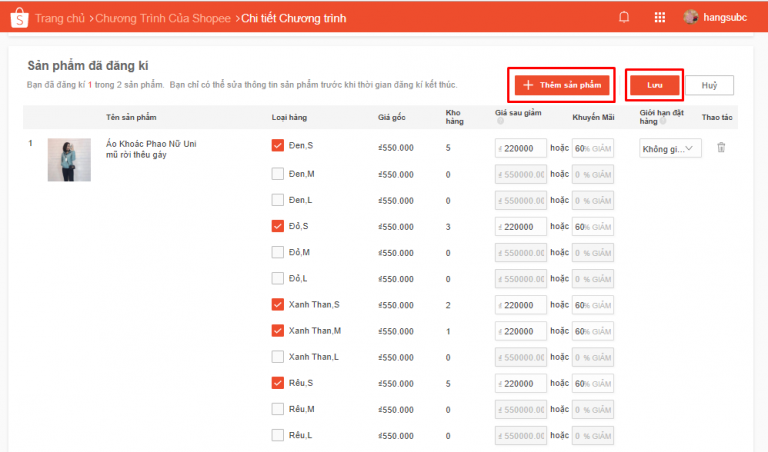 Trang chủ >Chương Trình Của Shopee >Chi tiết Chương trình
hangsubc
Sản phẩm đã đăng kí
Bạn đã đăng kí 1 trong 2 sản phẩm. Bạn chỉ có thể sửa thông tin sản phẩm trước khi thời gian đăng kí kết thúc.
+ Thêm sản phẩm
Lưu
Huỷ
Tên sản phẩm Loại hàng Giá gốc Kho hàng Giá sau giảm Khuyến Mãi Giới hạn đặt hàng Thao tác
1 Áo Khoác Phao Nữ Uni mũ rời thêu gáy
Đen,S ₫550.000 5 ₫ 220000 hoặc 60% GIẢM Không gi...
Đen,M ₫550.000 0 ₫ 550000.00 hoặc 0 % GIẢM
Đen,L ₫550.000 0 ₫ 550000.00 hoặc 0 % GIẢM
Đỏ,S ₫550.000 3 ₫ 220000 hoặc 60% GIẢM
Đỏ,M ₫550.000 0 ₫ 550000.00 hoặc 0 % GIẢM
Đỏ,L ₫550.000 0 ₫ 550000.00 hoặc 0 % GIẢM
Xanh Than,S ₫550.000 2 ₫ 220000 hoặc 60% GIẢM
Xanh Than,M ₫550.000 1 ₫ 220000 hoặc 60% GIẢM
Xanh Than,L ₫550.000 0 ₫ 550000.00 hoặc 0 % GIẢM
Rêu,S ₫550.000 5 ₫ 220000 hoặc 60% GIẢM
Rêu,M ₫550.000 0 ₫ 550000.00 hoặc 0 % GIẢM
Rêu,L ₫550.000 0 ₫ 550000.00 hoặc 0 % GIẢM